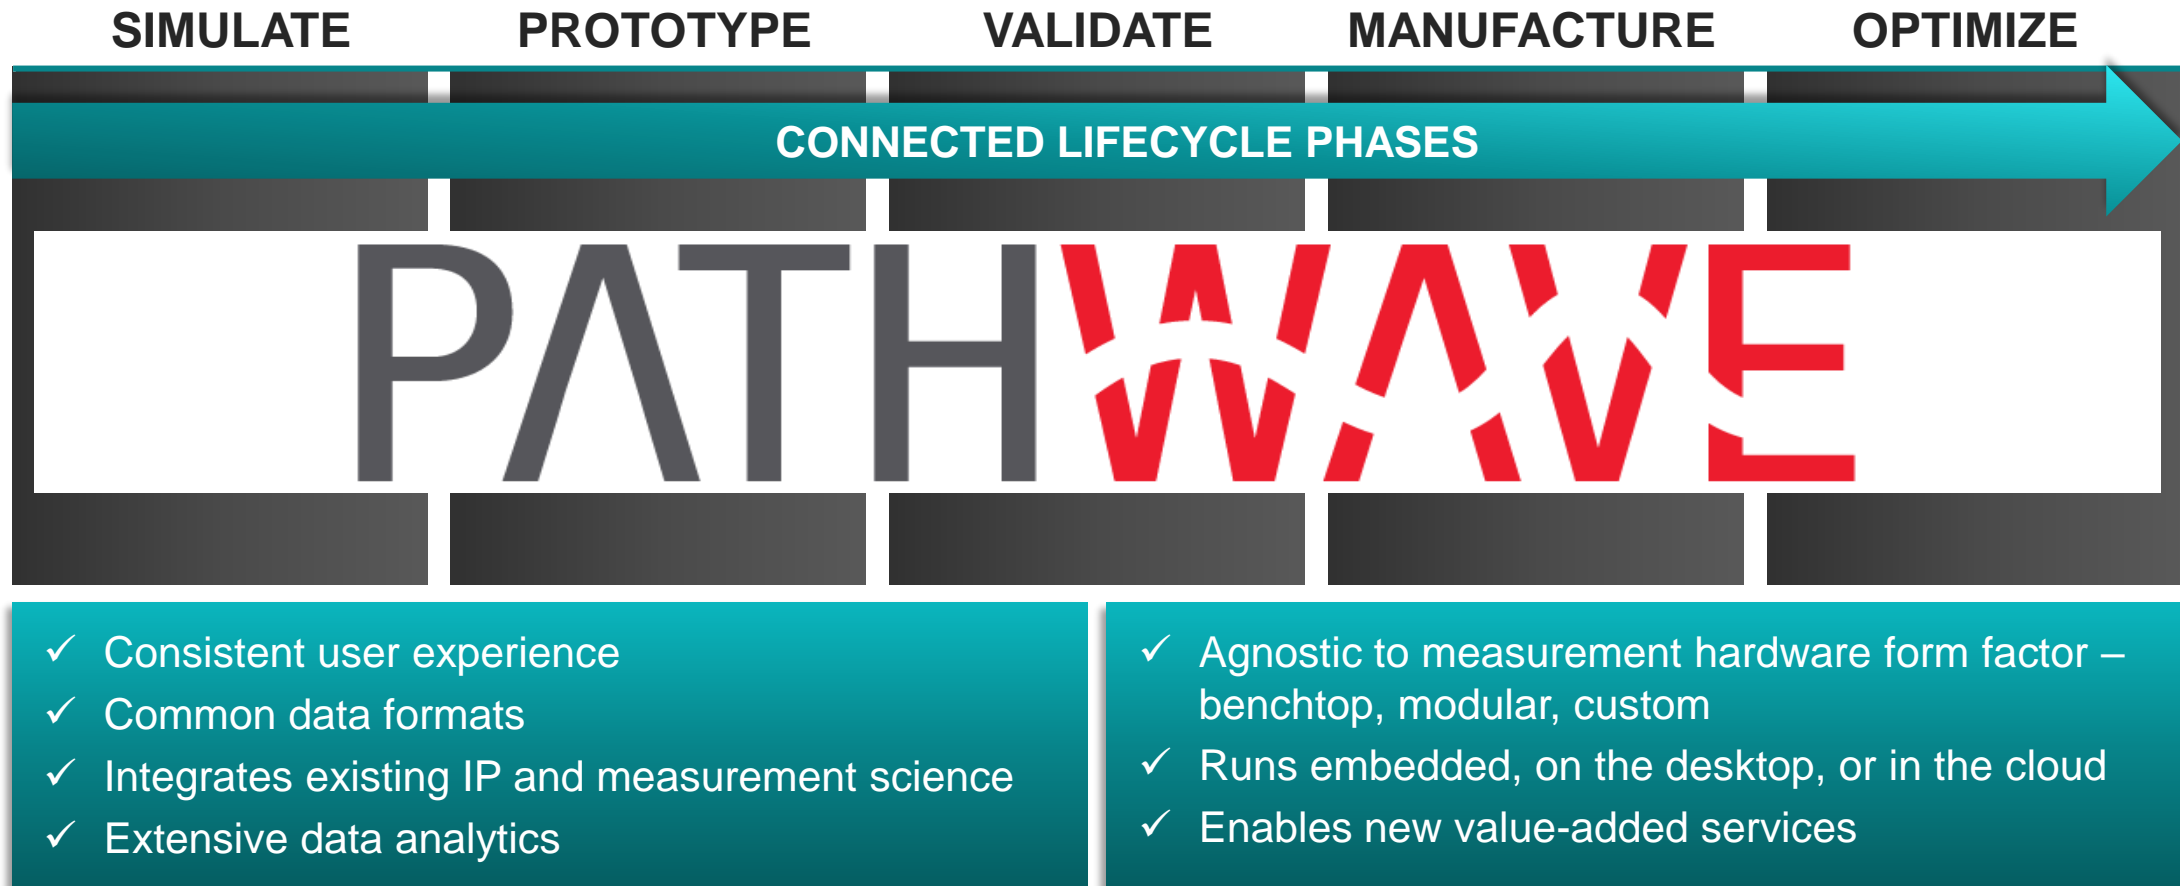 SIMULATE PROTOTYPE VALIDATE MANUFACTURE OPTIMIZE
CONNECTED LIFECYCLE PHASES
PATHWAVE
✓ Consistent user experience
✓ Common data formats
✓ Integrates existing IP and measurement science
✓ Extensive data analytics
✓ Agnostic to measurement hardware form factor –
benchtop, modular, custom
✓ Runs embedded, on the desktop, or in the cloud
✓ Enables new value-added services